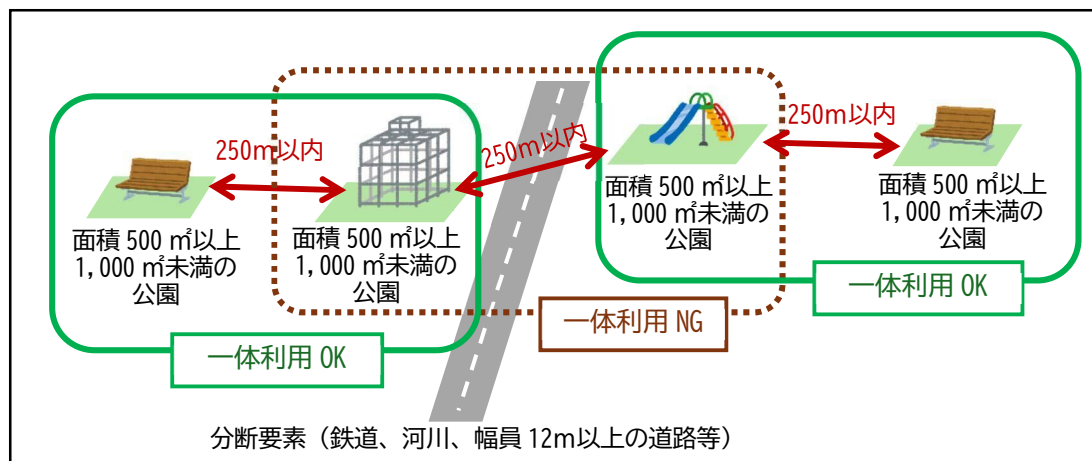 250m以内
面積 500 ㎡以上
1,000 ㎡未満の
公園
面積 500 ㎡以上
1,000 ㎡未満の
公園
一体利用 OK
250m以内
一体利用 NG
250m以内
面積 500 ㎡以上
1,000 ㎡未満の
公園
面積 500 ㎡以上
1,000 ㎡未満の
公園
一体利用 OK
分断要素（鉄道、河川、幅員 12m以上の道路等）